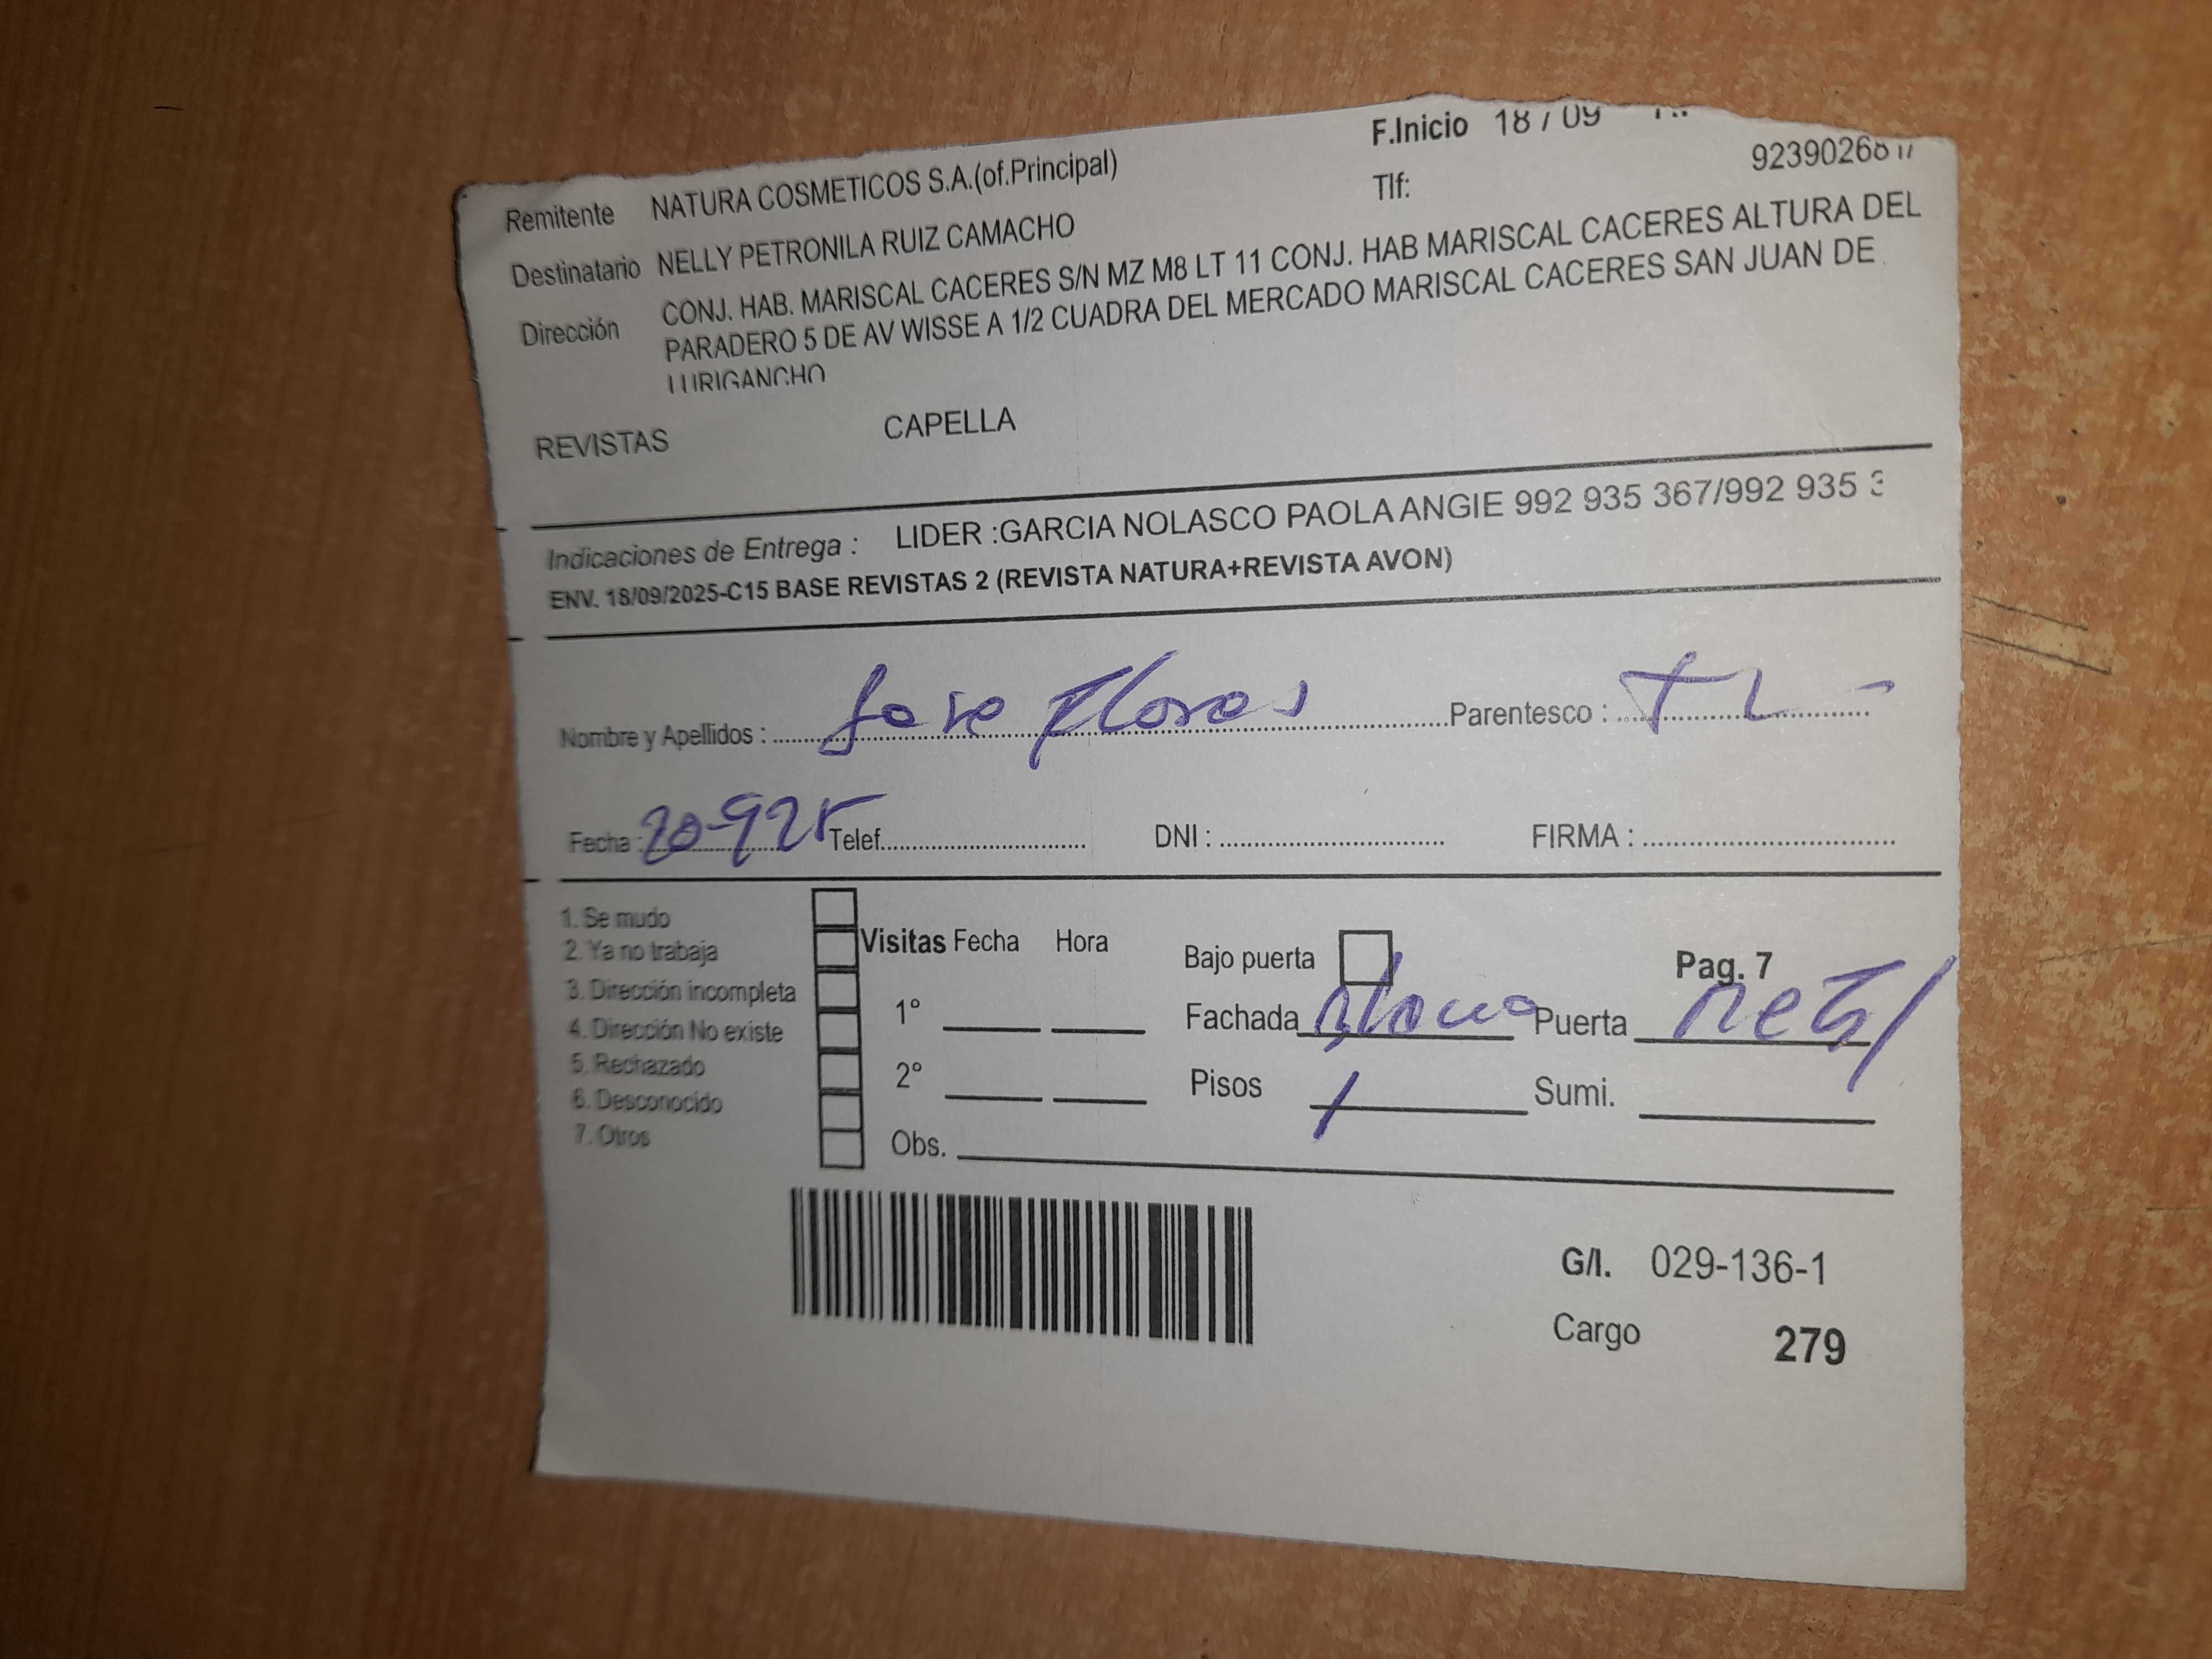 F.Inicio 18 / 09
Remitente NATURA COSMETICOS S.A.(of.Principal)
Tlf:
Destinatario NELLY PETRONILA RUIZ CAMACHO
Dirección CONJ. HAB. MARISCAL CACERES S/N MZ M8 LT 11 CONJ. HAB MARISCAL CACERES ALTURA DEL
PARADERO 5 DE AV WISSE A 1/2 CUADRA DEL MERCADO MARISCAL CACERES SAN JUAN DE
LURIGANCHO
REVISTAS CAPELLA
Indicaciones de Entrega : LIDER :GARCIA NOLASCO PAOLA ANGIE 992 935 367/992 935 3
ENV. 18/09/2025-C15 BASE REVISTAS 2 (REVISTA NATURA+REVISTA AVON)
Nombre y Apellidos : Jose Flores Parentesco :
Fecha : 20-9 25 Telef. DNI : FIRMA :
1. Se mudo
2. Ya no trabaja
3. Dirección incompleta
4. Dirección No existe
5. Rechazado
6. Desconocido
7. Otros
Visitas Fecha Hora
1°
2°
Obs.
Bajo puerta Pag. 7
Fachada Puerta
Pisos 1 Sumi.
G/I. 029-136-1
Cargo 279